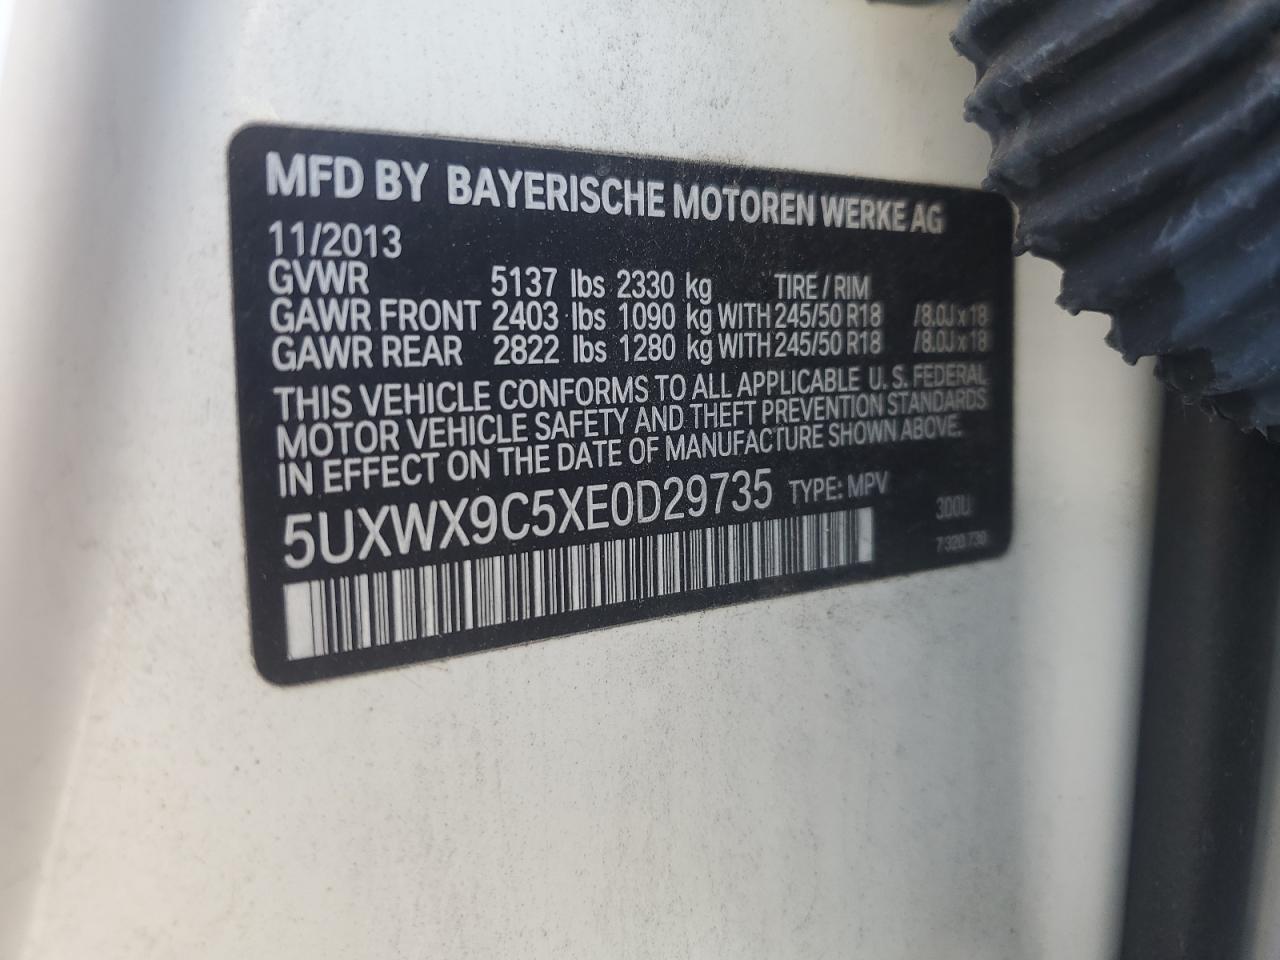 MFD BY BAYERISCHE MOTOREN WERKE AG
11/2013
GVWR 5137 lbs 2330 kg TIRE / RIM
GAWR FRONT 2403 lbs 1090 kg WITH 245/50 R18 /8.0J x 18
GAWR REAR 2822 lbs 1280 kg WITH 245/50 R18 /8.0J x 18
THIS VEHICLE CONFORMS TO ALL APPLICABLE U. S. FEDERAL
MOTOR VEHICLE SAFETY AND THEFT PREVENTION STANDARDS
IN EFFECT ON THE DATE OF MANUFACTURE SHOWN ABOVE.
5UXWX9C5XE0D29735 TYPE: MPV 300U
7 320 730